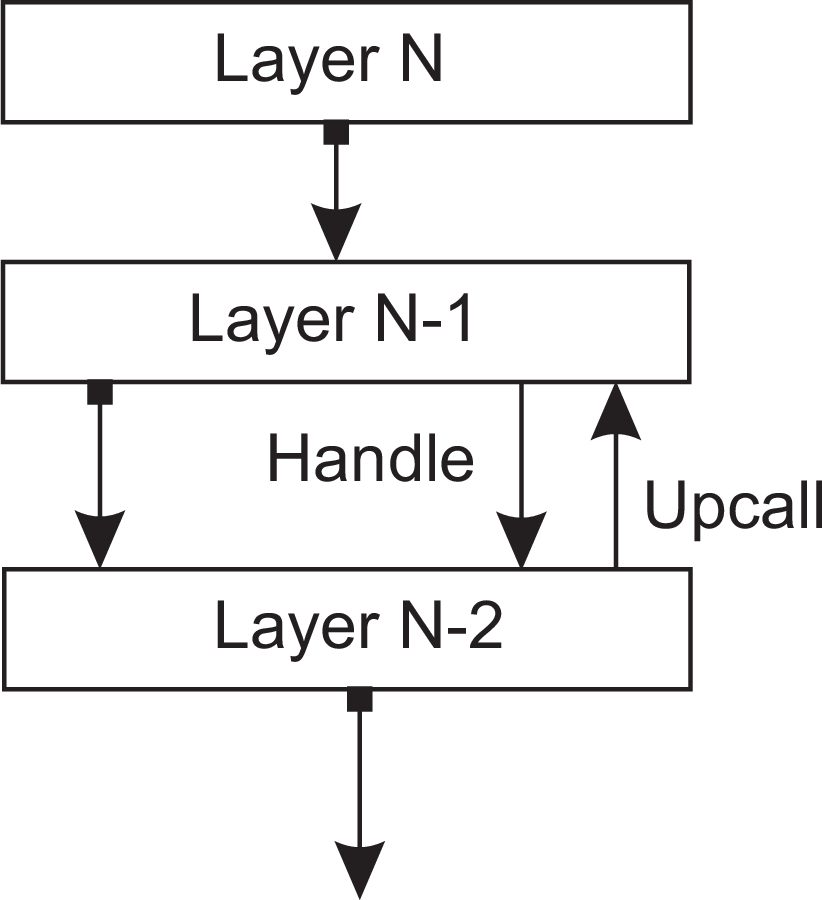 Layer N
Layer N-1
Handle
Upcall
Layer N-2